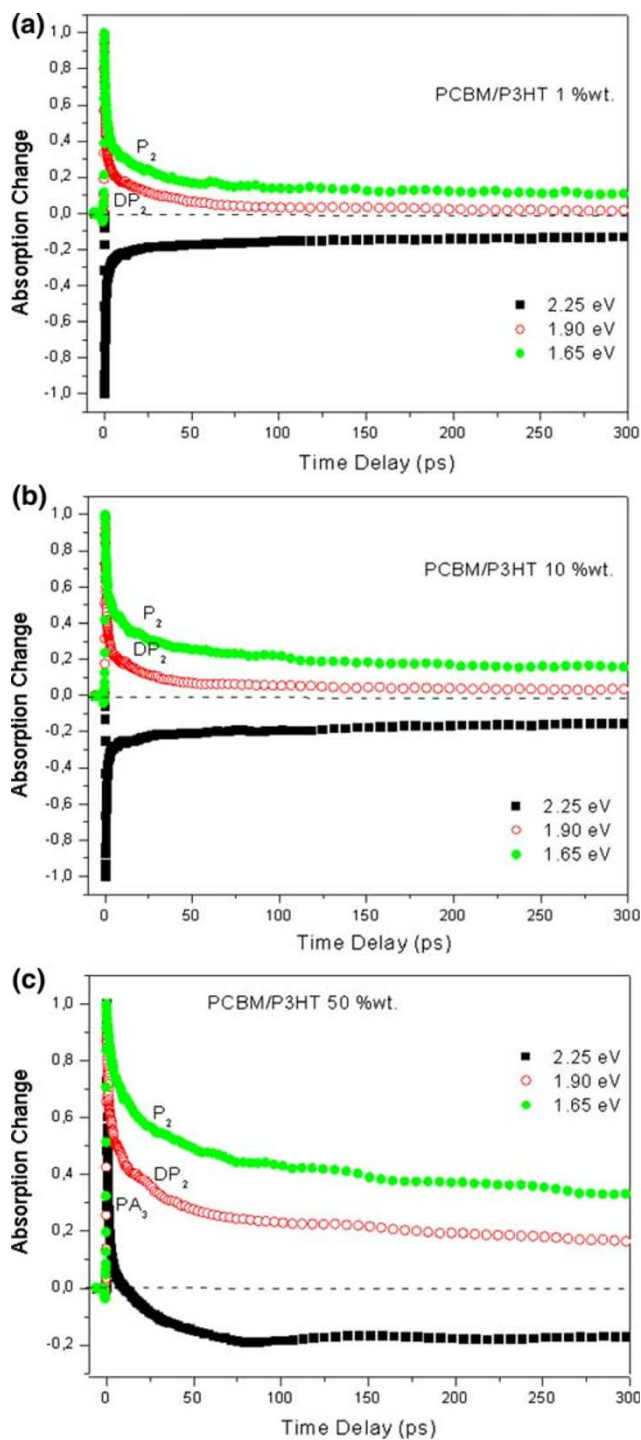 (a)
1,0
0,8
0,6
0,4
0,2
0,0
-0,2
-0,4
-0,6
-0,8
-1,0
Absorption Change
PCBM/P3HT 1 %wt.
P2
DP2
2.25 eV
1.90 eV
1.65 eV
0 50 100 150 200 250 300
Time Delay (ps)
(b)
1,0
0,8
0,6
0,4
0,2
0,0
-0,2
-0,4
-0,6
-0,8
-1,0
Absorption Change
PCBM/P3HT 10 %wt.
P2
DP2
2.25 eV
1.90 eV
1.65 eV
0 50 100 150 200 250 300
Time Delay (ps)
(c)
1,0
0,8
0,6
0,4
0,2
0,0
-0,2
Absorption Change
PCBM/P3HT 50 %wt.
2.25 eV
1.90 eV
1.65 eV
P2
DP2
PA3
0 50 100 150 200 250 300
Time Delay (ps)